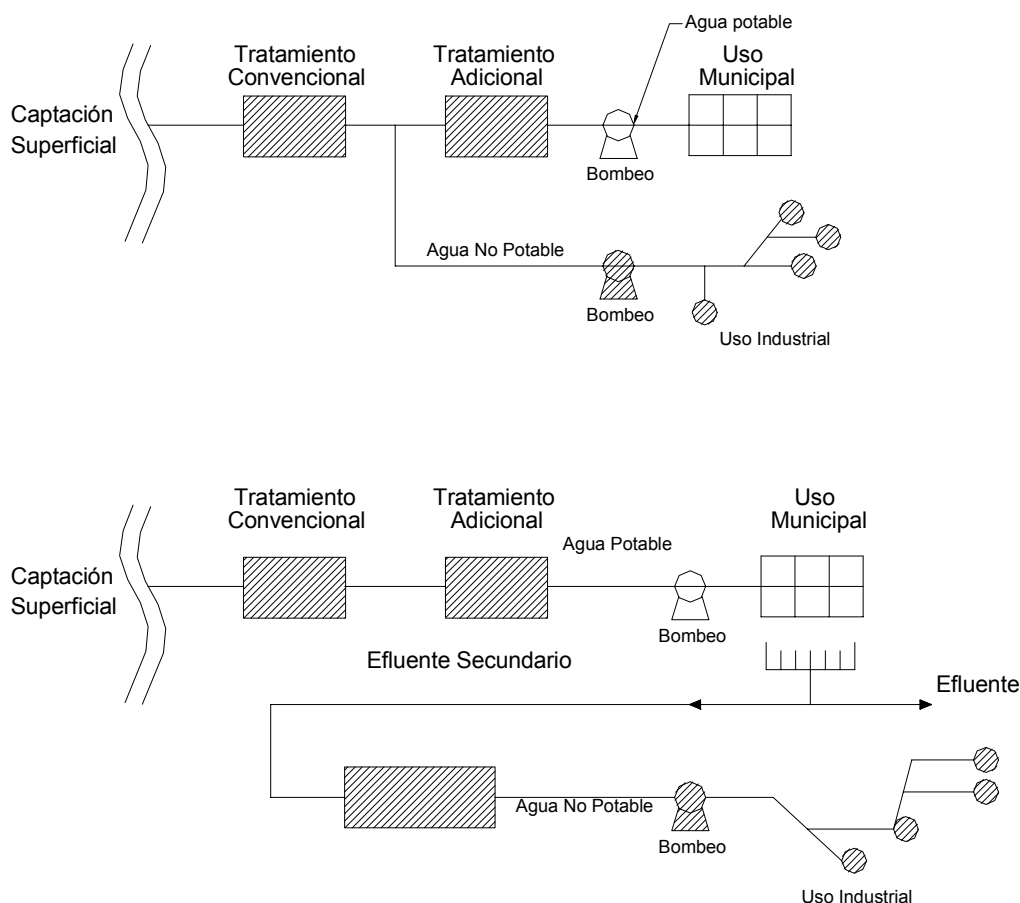 Agua potable
Tratamiento
Convencional
Tratamiento
Adicional
Uso
Municipal
Captación
Superficial
Bombeo
Agua No Potable
Bombeo
Uso Industrial
Tratamiento
Convencional
Tratamiento
Adicional
Uso
Municipal
Agua Potable
Captación
Superficial
Bombeo
Efluente Secundario
Efluente
Agua No Potable
Bombeo
Uso Industrial